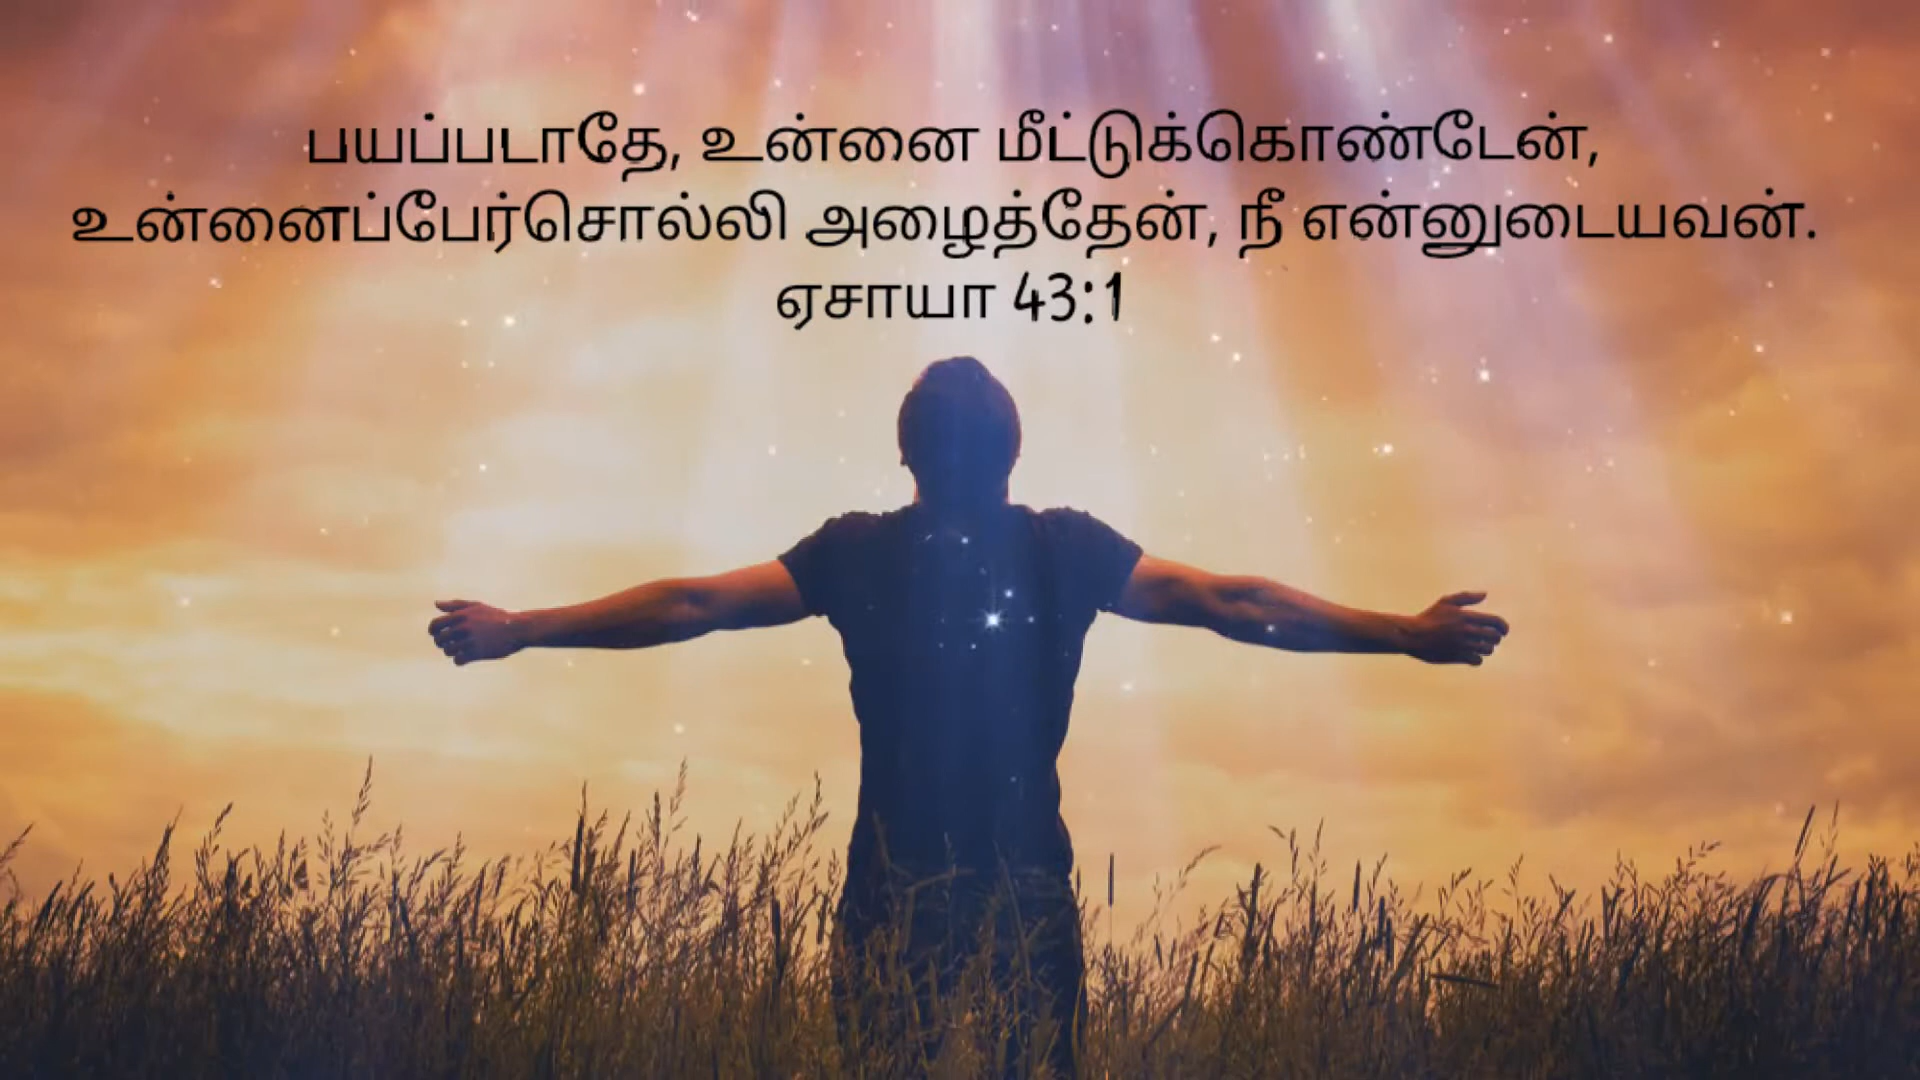 பயப்படாதே, உன்னை மீட்டுக்கொண்டேன்,
உன்னைப்பேர்சொல்லி அழைத்தேன், நீ என்னுடையவன்.
ஏசாயா 43:1